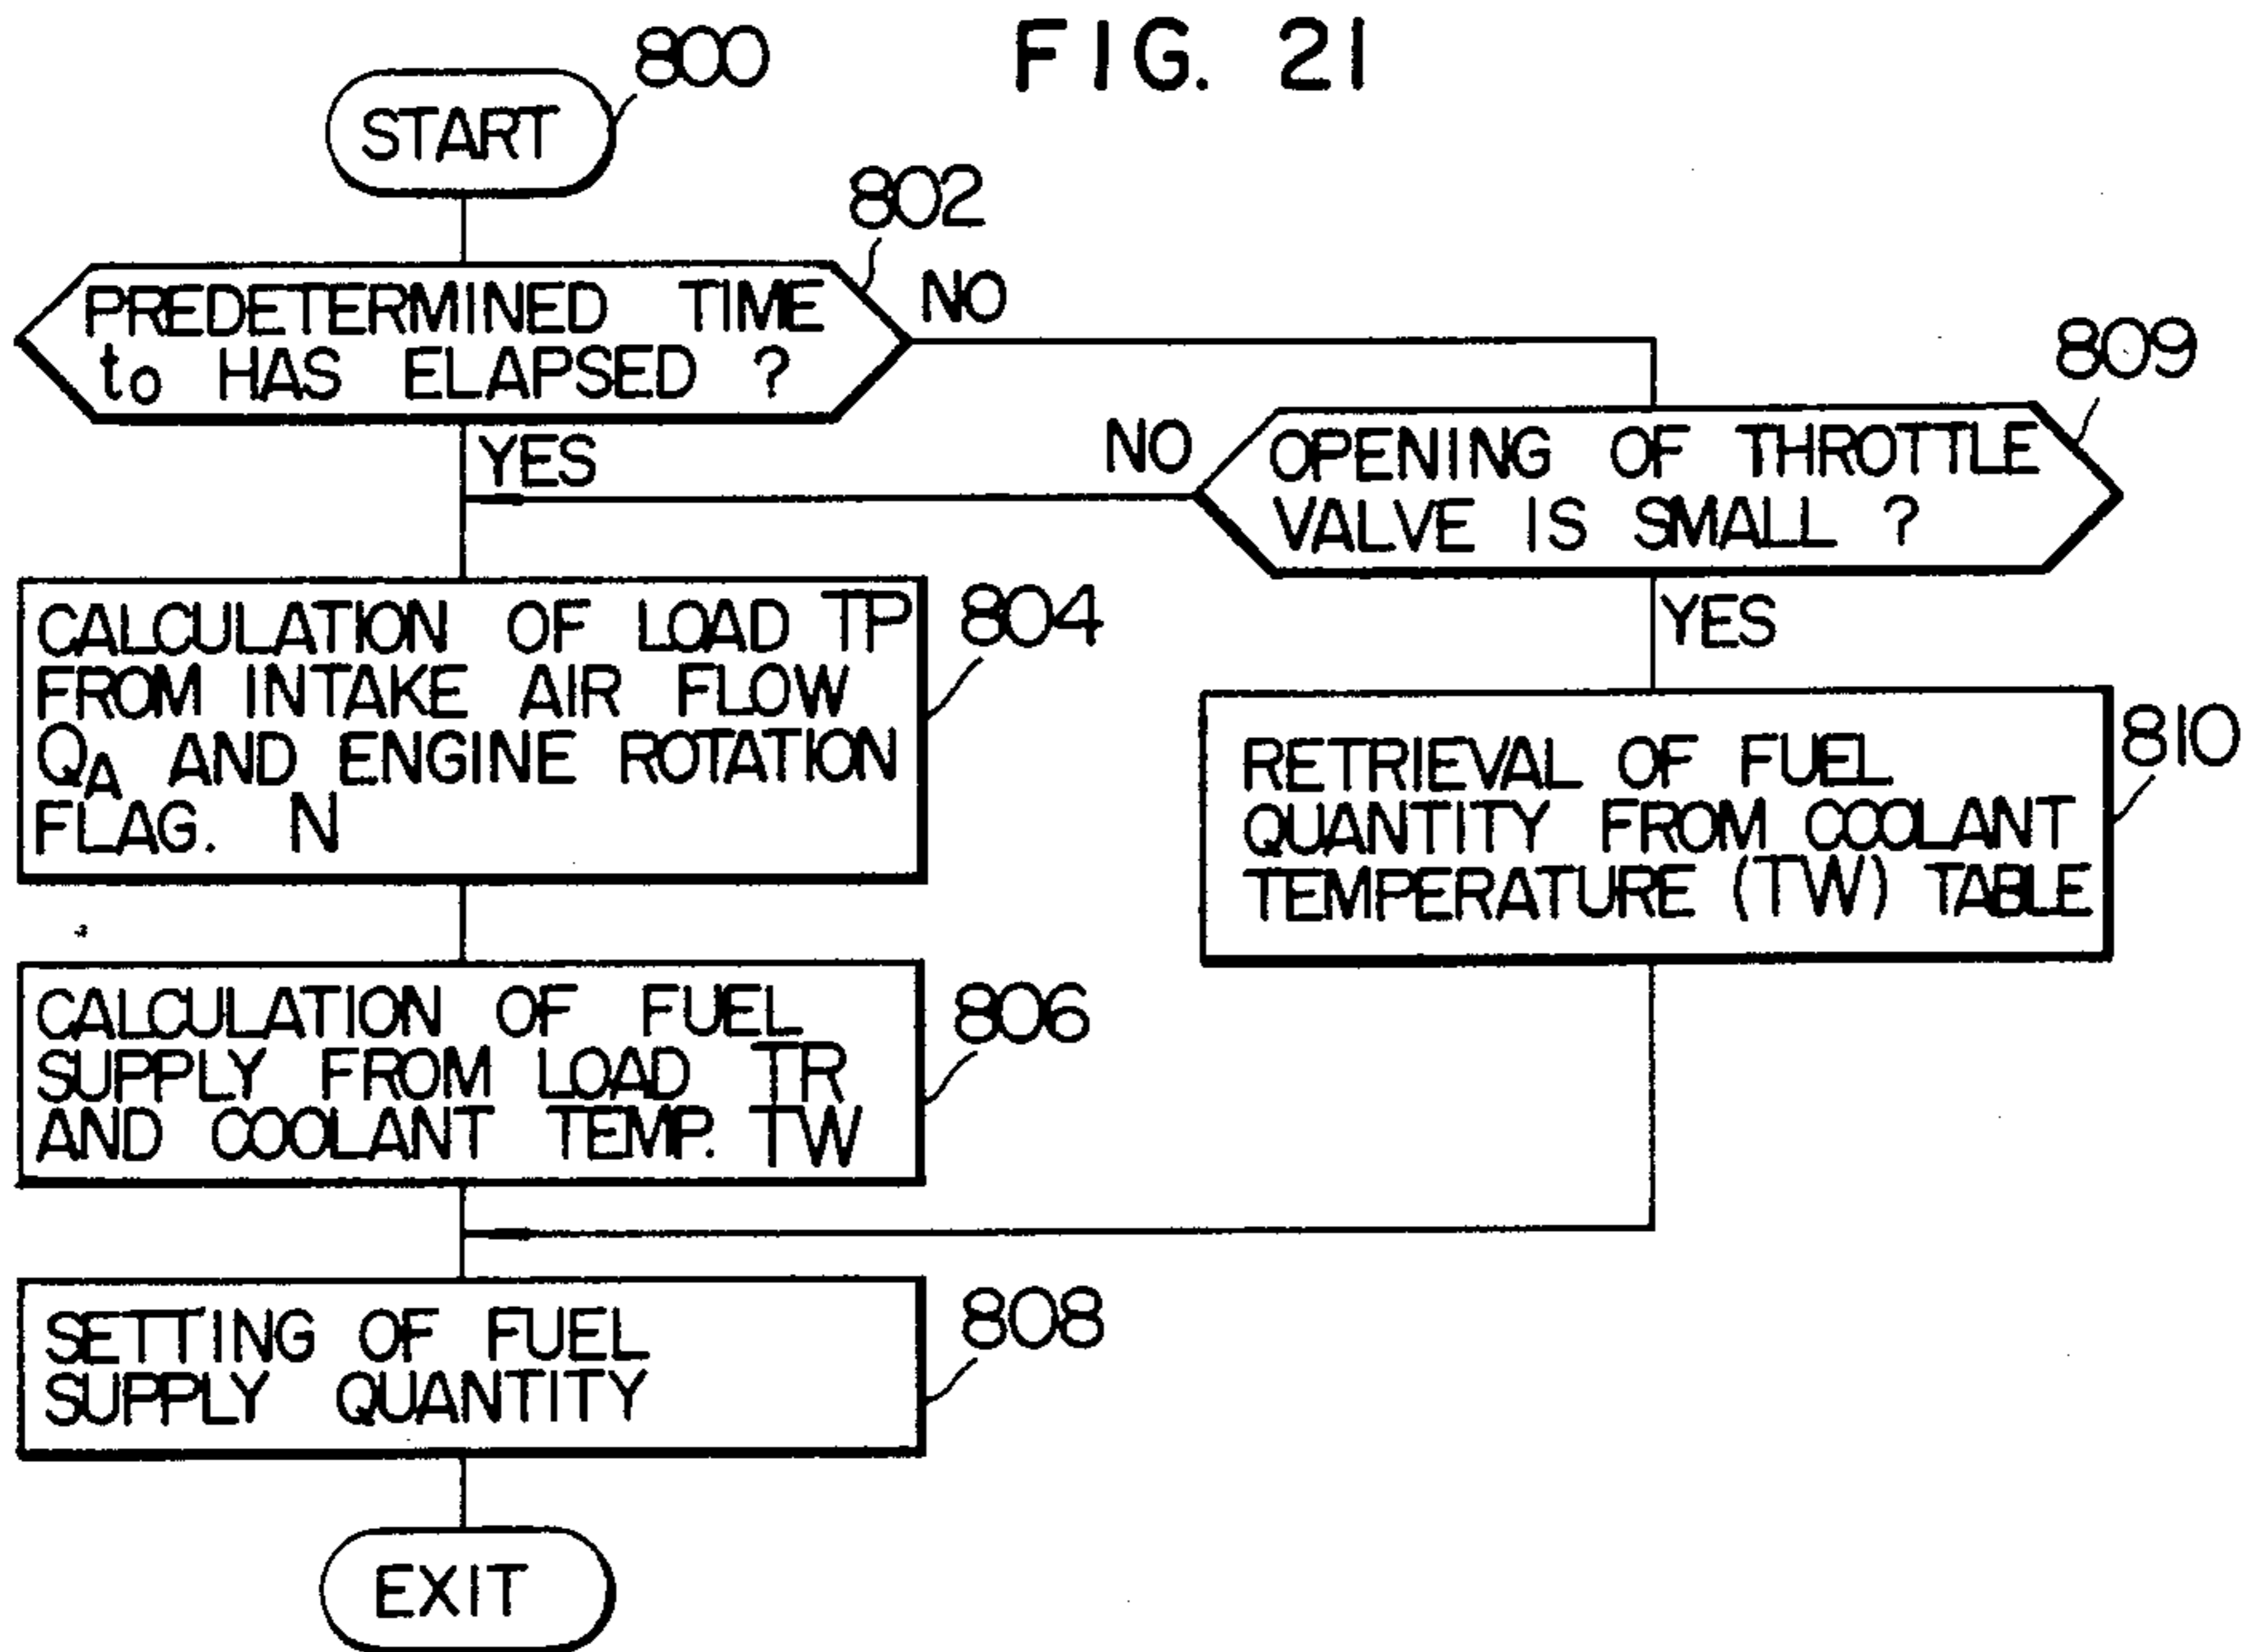 FIG. 21
800
START
802
PREDETERMINED TIME
to HAS ELAPSED ?
NO
YES
809
NO
OPENING OF THROTTLE
VALVE IS SMALL ?
YES
804
CALCULATION OF LOAD TP
FROM INTAKE AIR FLOW
QA AND ENGINE ROTATION
FLAG. N
810
RETRIEVAL OF FUEL
QUANTITY FROM COOLANT
TEMPERATURE (TW) TABLE
806
CALCULATION OF FUEL
SUPPLY FROM LOAD TR
AND COOLANT TEMP. TW
808
SETTING OF FUEL
SUPPLY QUANTITY
EXIT